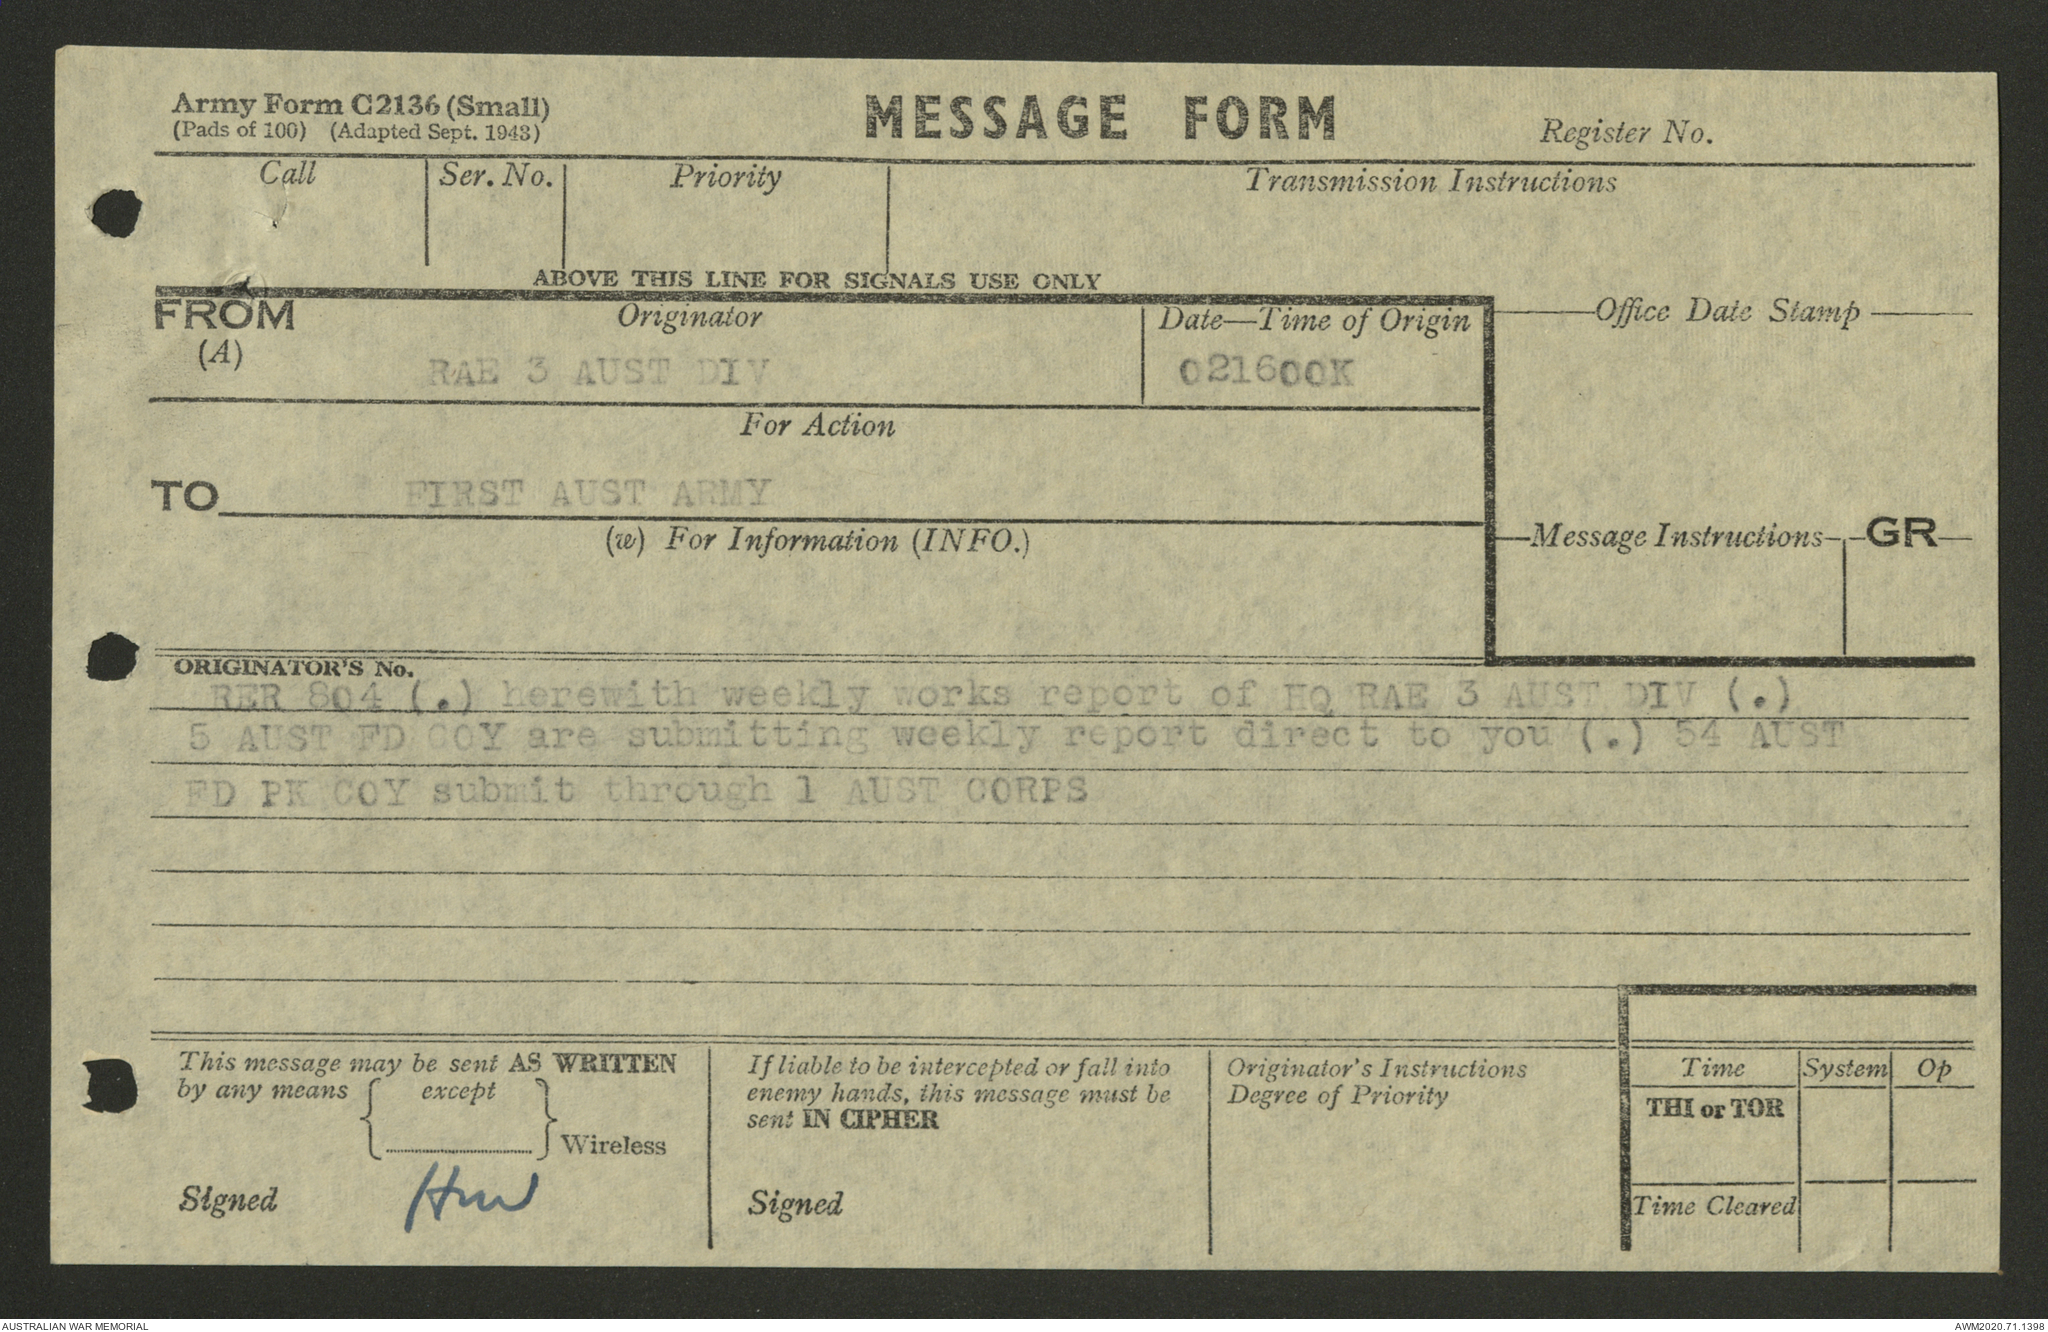 Army Form C2136 (Small)
(Pads of 100) (Adapted Sept. 1943)
MESSAGE FORM
Register No.
Call
Ser. No.
Priority
Transmission Instructions
ABOVE THIS LINE FOR SIGNALS USE ONLY
FROM
(A)
Originator
RAE 3 AUST DIV
Date—Time of Origin
021600K
Office Date Stamp
For Action
TO
FIRST AUST ARMY
(w) For Information (INFO.)
Message Instructions
GR
ORIGINATOR'S No.
RER 804 (.) herewith weekly works report of HQ RAE 3 AUST DIV (.)
5 AUST FD COY are submitting weekly report direct to you (.) 54 AUST
FD PK COY submit through 1 AUST CORPS
This message may be sent AS WRITTEN
by any means { except
} Wireless
Signed
If liable to be intercepted or fall into
enemy hands, this message must be
sent IN CIPHER
Signed
Originator's Instructions
Degree of Priority
Time
System
Op
THI or TOR
Time Cleared
AUSTRALIAN WAR MEMORIAL
AWM2020.71.1398